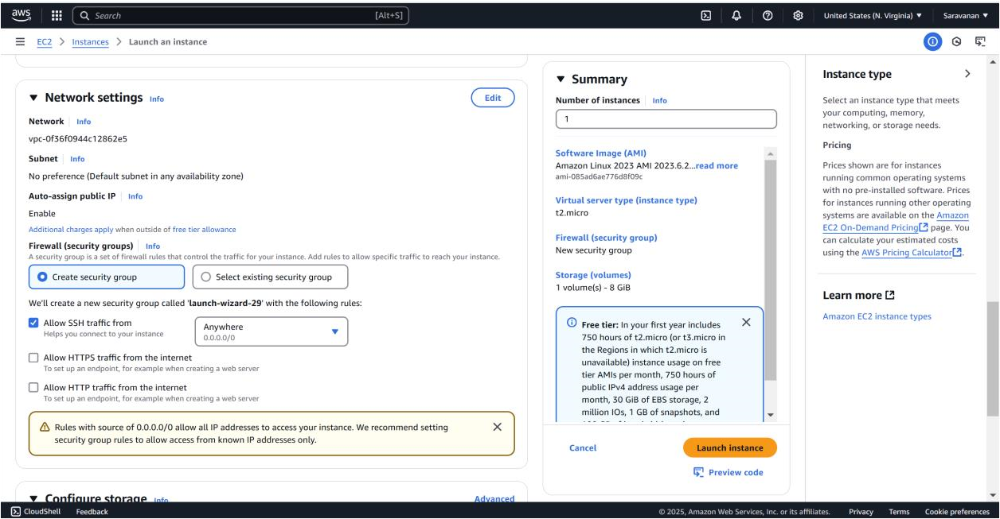 aws
Search
[Alt+S]
United States (N. Virginia)
Saravanan
EC2
Instances
Launch an instance
Network settings Info
Edit
Network Info
vpc-0f36f0944c12862e5
Subnet Info
No preference (Default subnet in any availability zone)
Auto-assign public IP Info
Enable
Additional charges apply when outside of free tier allowance
Firewall (security groups) Info
A security group is a set of firewall rules that control the traffic for your instance. Add rules to allow specific traffic to reach your instance.
Create security group
Select existing security group
We'll create a new security group called 'launch-wizard-29' with the following rules:
Allow SSH traffic from
Helps you connect to your instance
Anywhere
0.0.0.0/0
Allow HTTPS traffic from the internet
To set up an endpoint, for example when creating a web server
Allow HTTP traffic from the internet
To set up an endpoint, for example when creating a web server
Rules with source of 0.0.0.0/0 allow all IP addresses to access your instance. We recommend setting
security group rules to allow access from known IP addresses only.
Configure storage Info
Advanced
Summary
Number of instances Info
1
Software Image (AMI)
Amazon Linux 2023 AMI 2023.6.2...read more
ami-085ad6ae776d8f09c
Virtual server type (instance type)
t2.micro
Firewall (security group)
New security group
Storage (volumes)
1 volume(s) - 8 GiB
Free tier: In your first year includes
750 hours of t2.micro (or t3.micro in
the Regions in which t2.micro is
unavailable) instance usage on free
tier AMIs per month, 750 hours of
public IPv4 address usage per
month, 30 GiB of EBS storage, 2
million IOs, 1 GB of snapshots, and
Cancel
Launch instance
Preview code
Instance type
Select an instance type that meets
your computing, memory,
networking, or storage needs.
Pricing
Prices shown are for instances
running common operating systems
with no pre-installed software. Prices
for instances running other operating
systems are available on the Amazon
EC2 On-Demand Pricing page. You
can calculate your estimated costs
using the AWS Pricing Calculator.
Learn more
Amazon EC2 instance types
CloudShell
Feedback
© 2025, Amazon Web Services, Inc. or its affiliates.
Privacy
Terms
Cookie preferences